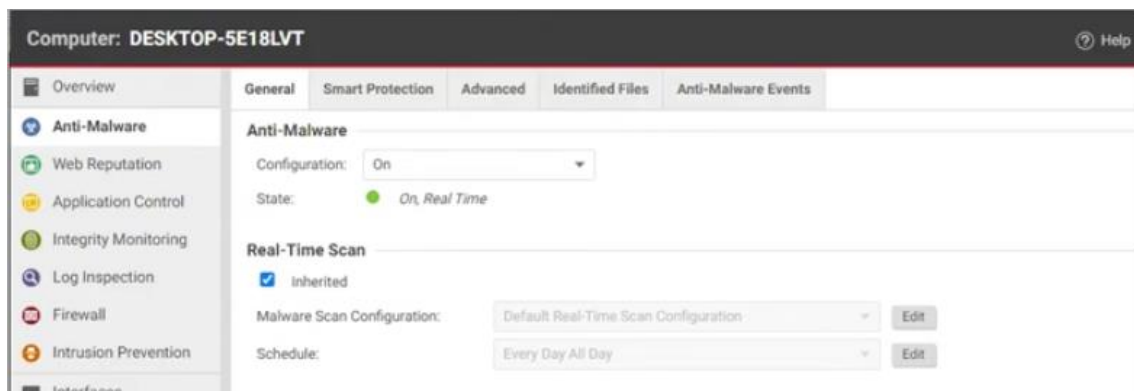 Computer: DESKTOP-5E18LVT
Help
Overview
Anti-Malware
Web Reputation
Application Control
Integrity Monitoring
Log Inspection
Firewall
Intrusion Prevention
Interfaces
General Smart Protection Advanced Identified Files Anti-Malware Events
Anti-Malware
Configuration: On
State: On, Real Time
Real-Time Scan
Inherited
Malware Scan Configuration: Default Real-Time Scan Configuration Edit
Schedule: Every Day All Day Edit